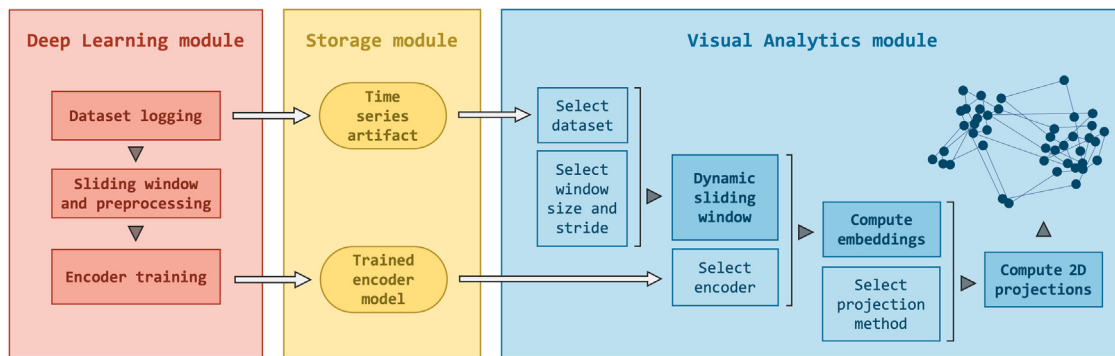 Deep Learning module
Dataset logging
Sliding window
and preprocessing
Encoder training
Storage module
Time
series
artifact
Trained
encoder
model
Visual Analytics module
Select
dataset
Select
window
size and
stride
Dynamic
sliding
window
Select
encoder
Compute
embeddings
Select
projection
method
Compute 2D
projections